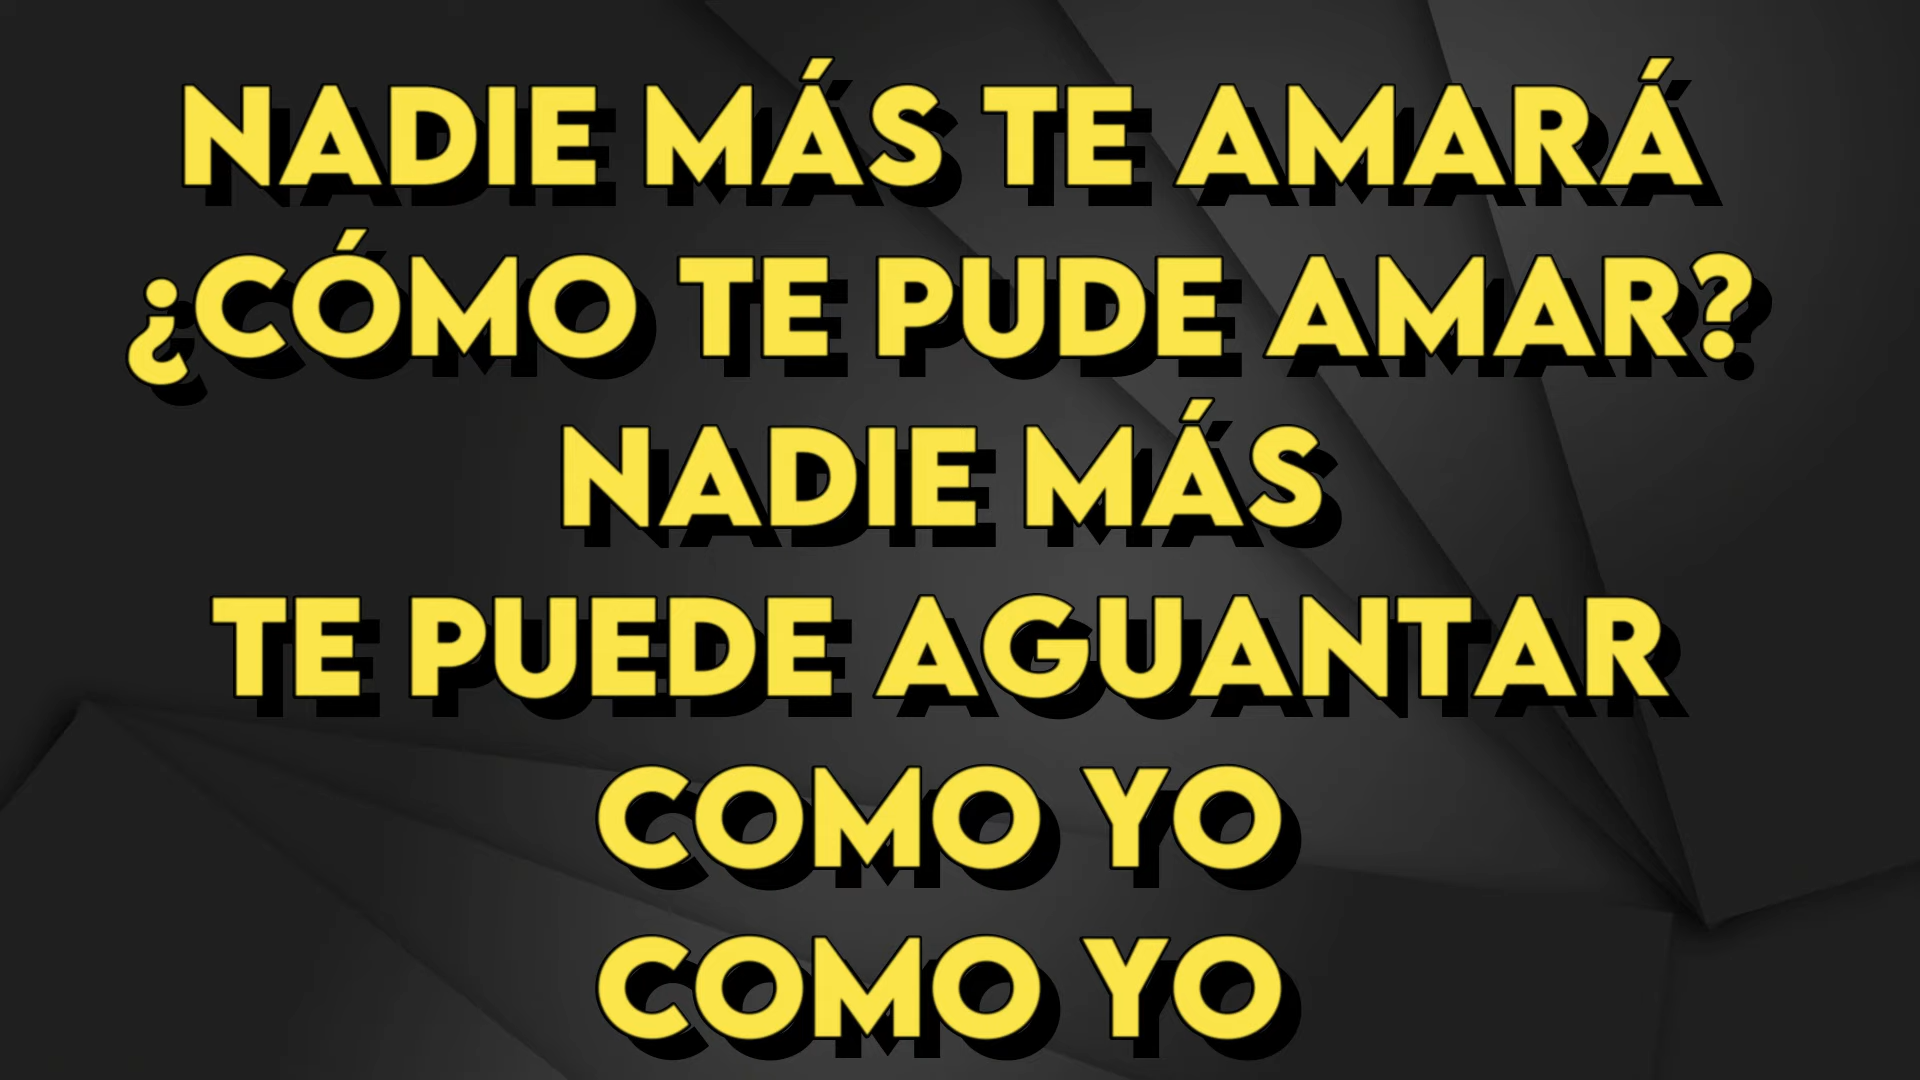 NADIE MÁS TE AMARÁ
¿CÓMO TE PUDE AMAR?
NADIE MÁS
TE PUEDE AGUANTAR
COMO YO
COMO YO